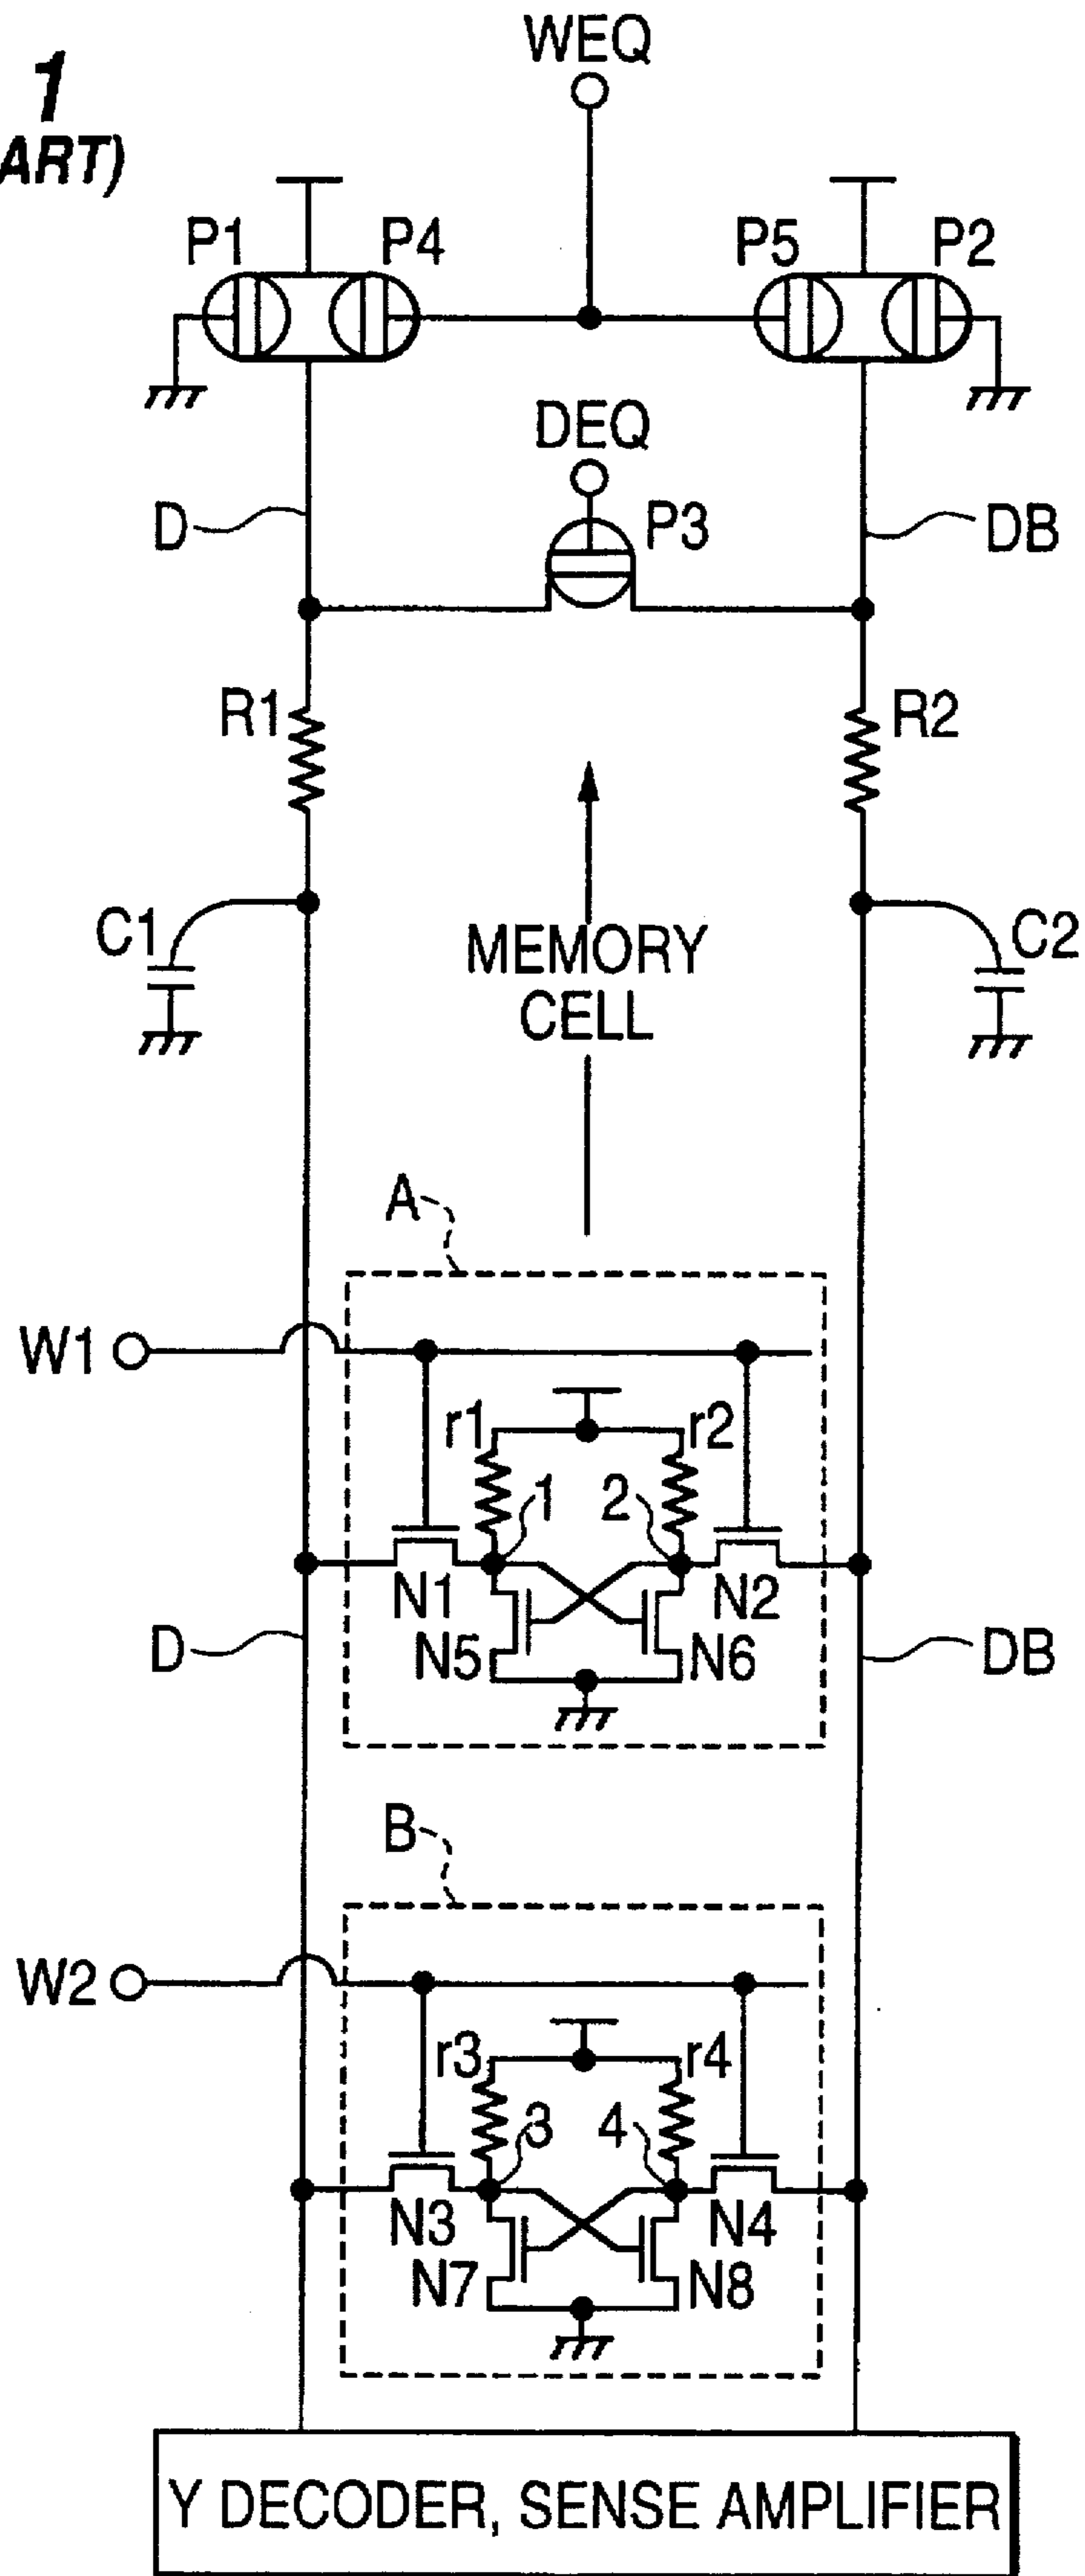 WEQ
1
ART)
P1
P4
P5
P2
DEQ
D
P3
DB
R1
R2
C1
MEMORY
CELL
C2
A
W1
r1
r2
1
2
N1
N2
D
N5
N6
DB
B
W2
r3
r4
3
4
N3
N4
N7
N8
Y DECODER, SENSE AMPLIFIER